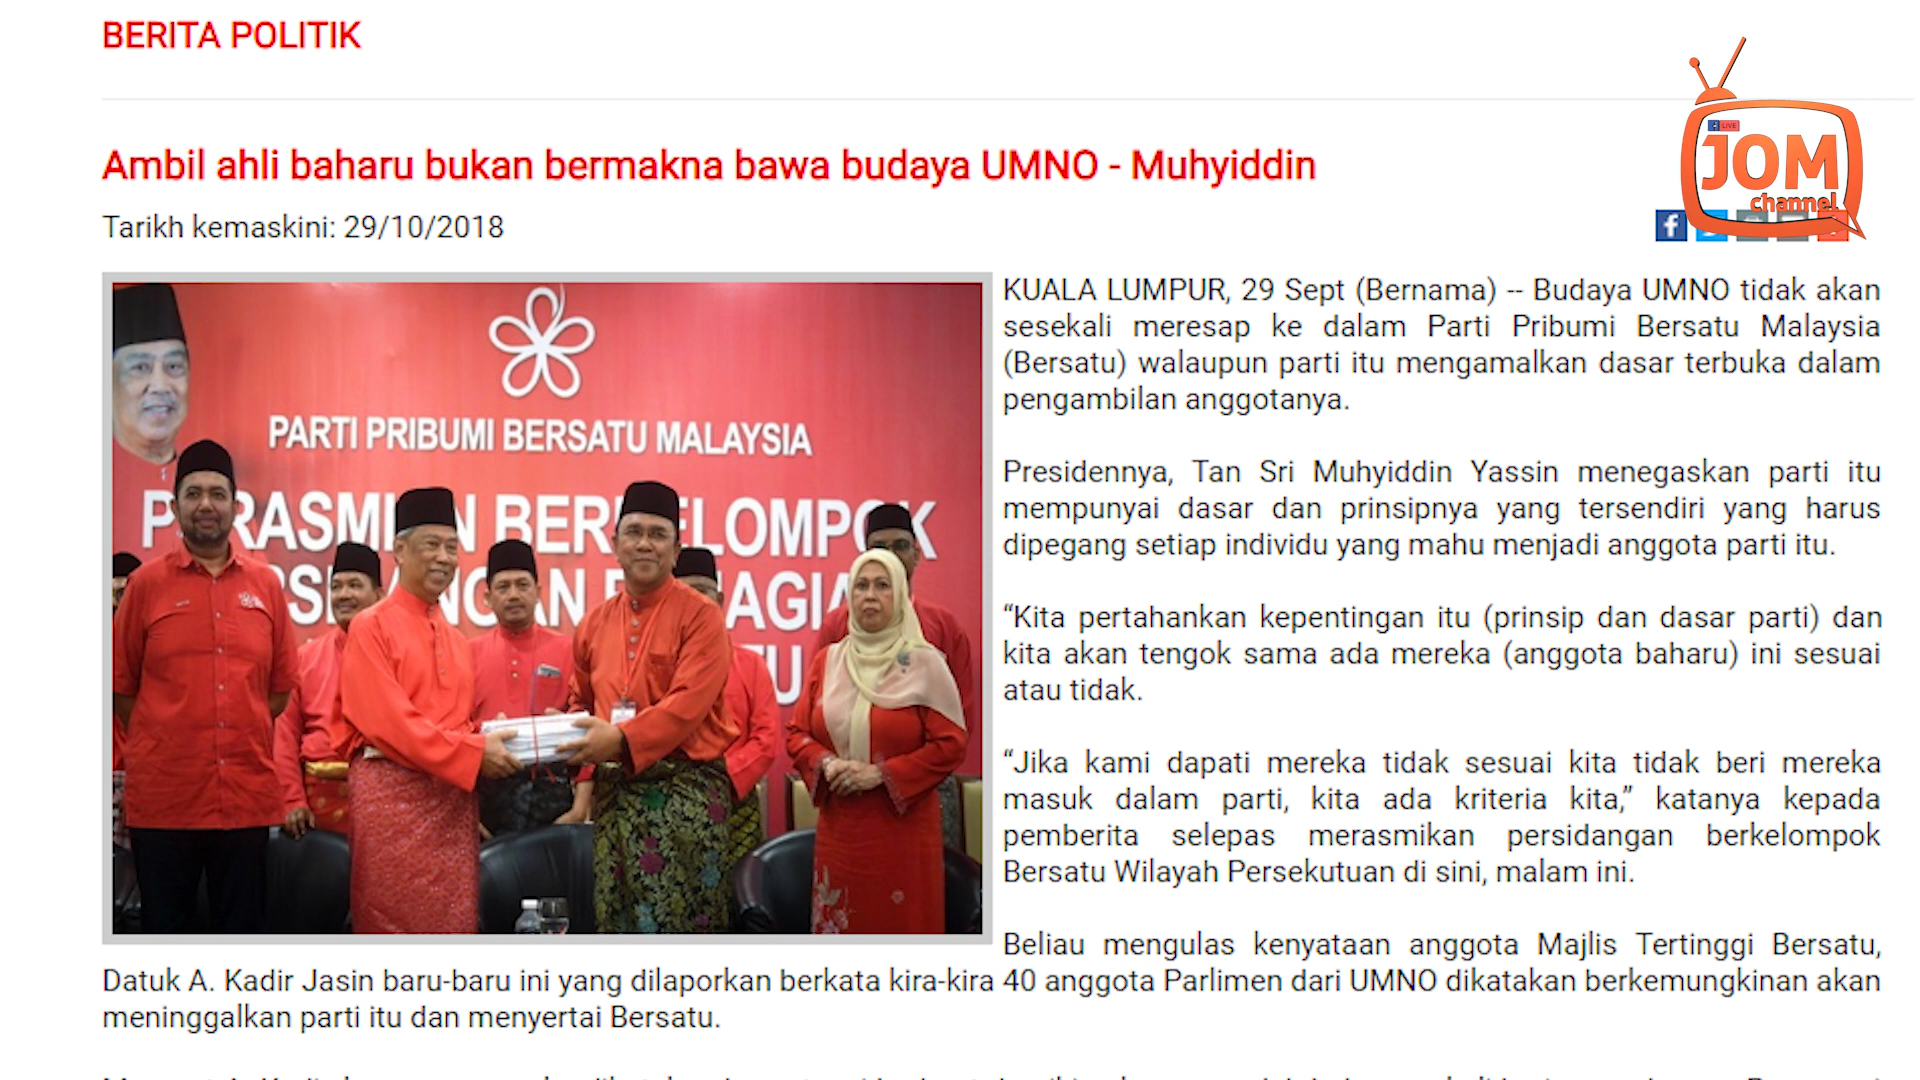 BERITA POLITIK
Ambil ahli baharu bukan bermakna bawa budaya UMNO - Muhyiddin
Tarikh kemaskini: 29/10/2018
LIVE
JOM
channel
PARTI PRIBUMI BERSATU MALAYSIA
KUALA LUMPUR, 29 Sept (Bernama) -- Budaya UMNO tidak akan
sesekali meresap ke dalam Parti Pribumi Bersatu Malaysia
(Bersatu) walaupun parti itu mengamalkan dasar terbuka dalam
pengambilan anggotanya.
Presidennya, Tan Sri Muhyiddin Yassin menegaskan parti itu
mempunyai dasar dan prinsipnya yang tersendiri yang harus
dipegang setiap individu yang mahu menjadi anggota parti itu.
“Kita pertahankan kepentingan itu (prinsip dan dasar parti) dan
kita akan tengok sama ada mereka (anggota baharu) ini sesuai
atau tidak.
“Jika kami dapati mereka tidak sesuai kita tidak beri mereka
masuk dalam parti, kita ada kriteria kita,” katanya kepada
pemberita selepas merasmikan persidangan berkelompok
Bersatu Wilayah Persekutuan di sini, malam ini.
Beliau mengulas kenyataan anggota Majlis Tertinggi Bersatu,
Datuk A. Kadir Jasin baru-baru ini yang dilaporkan berkata kira-kira 40 anggota Parlimen dari UMNO dikatakan berkemungkinan akan
meninggalkan parti itu dan menyertai Bersatu.